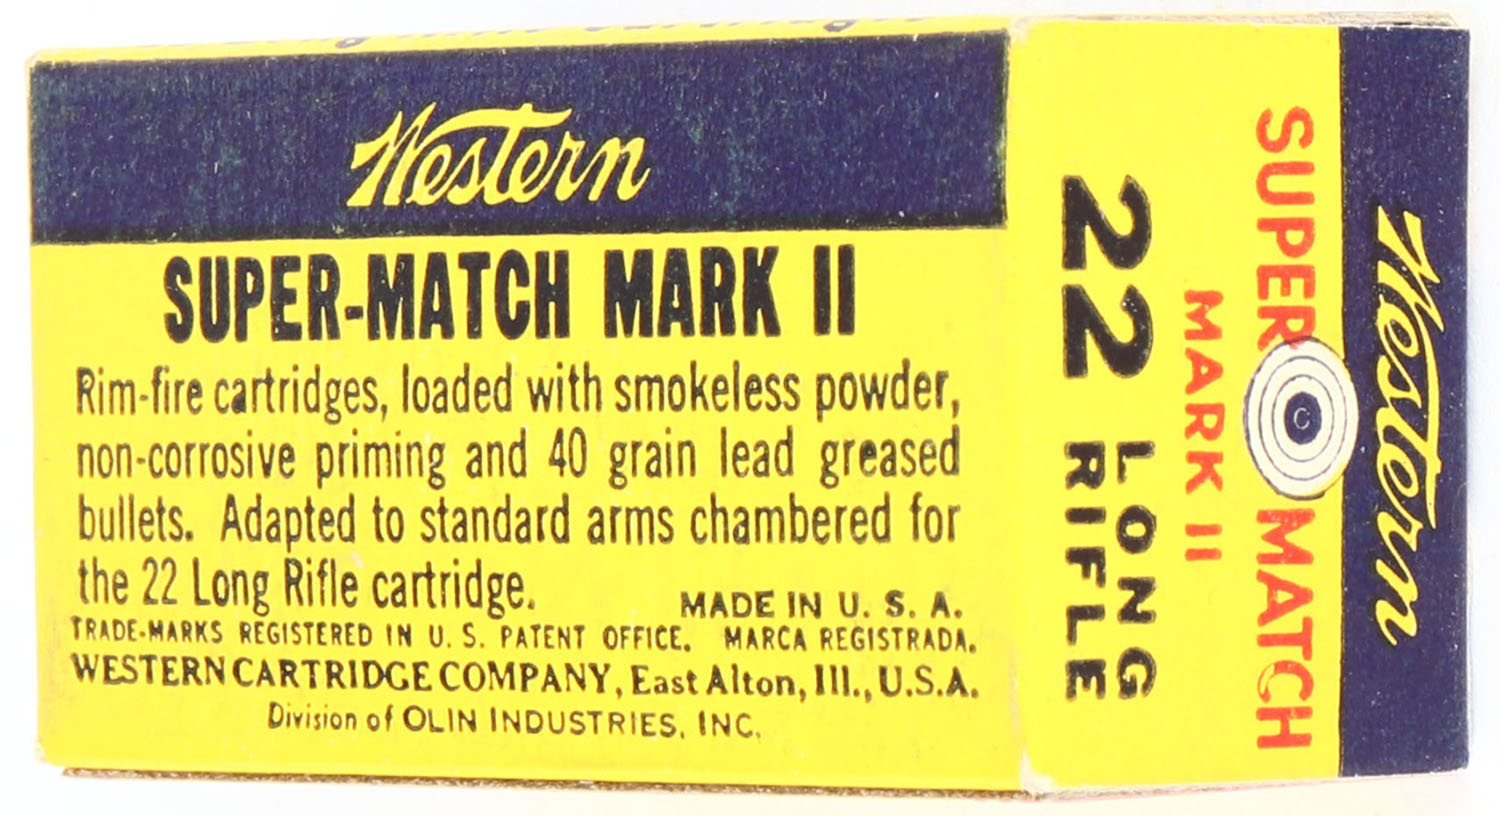 Western
SUPER-MATCH MARK II
Rim-fire cartridges, loaded with smokeless powder,
non-corrosive priming and 40 grain lead greased
bullets. Adapted to standard arms chambered for
the 22 Long Rifle cartridge.
MADE IN U. S. A.
TRADE-MARKS REGISTERED IN U. S. PATENT OFFICE. MARCA REGISTRADA.
WESTERN CARTRIDGE COMPANY, East Alton, Ill., U.S.A.
Division of OLIN INDUSTRIES, INC.
Western
SUPER MATCH
MARK II
22 LONG
RIFLE